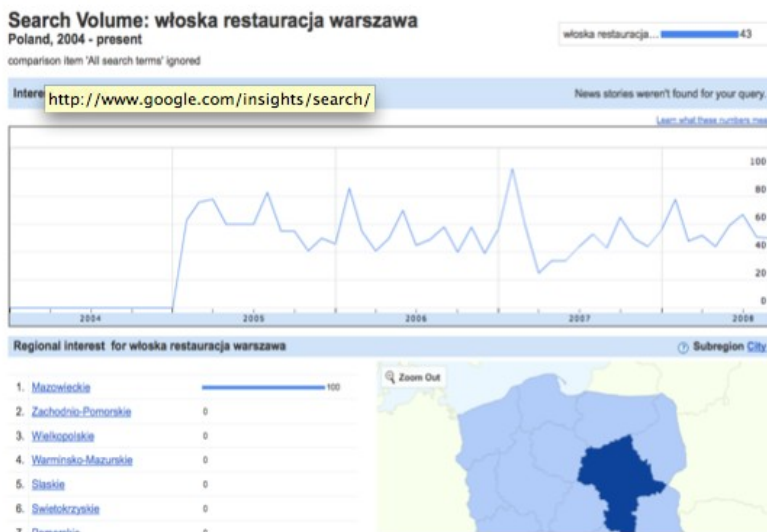 Search Volume: włoska restauracja warszawa
Poland, 2004 - present
włoska restauracja... 43
comparison item 'All search terms' ignored
Intere
http://www.google.com/insights/search/
News stories weren't found for your query.
Learn what these numbers mea
100
80
60
40
20
0
2004 2005 2006 2007 2008
Regional interest for włoska restauracja warszawa
Subregion City
1. Mazowieckie 100
2. Zachodnio-Pomorskie 0
3. Wielkopolskie 0
4. Warminsko-Mazurskie 0
5. Slaskie 0
6. Swietokrzyskie 0
7.
Zoom Out